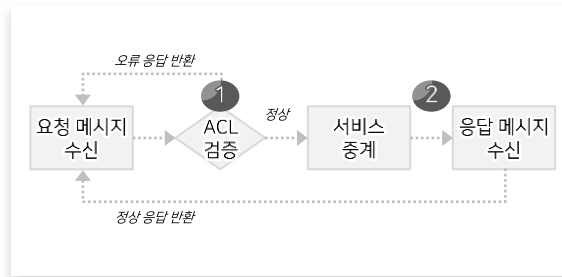 오류 응답 반환
1
2
정상
요청 메시지
수신
ACL
검증
서비스
중계
응답 메시지
수신
정상 응답 반환